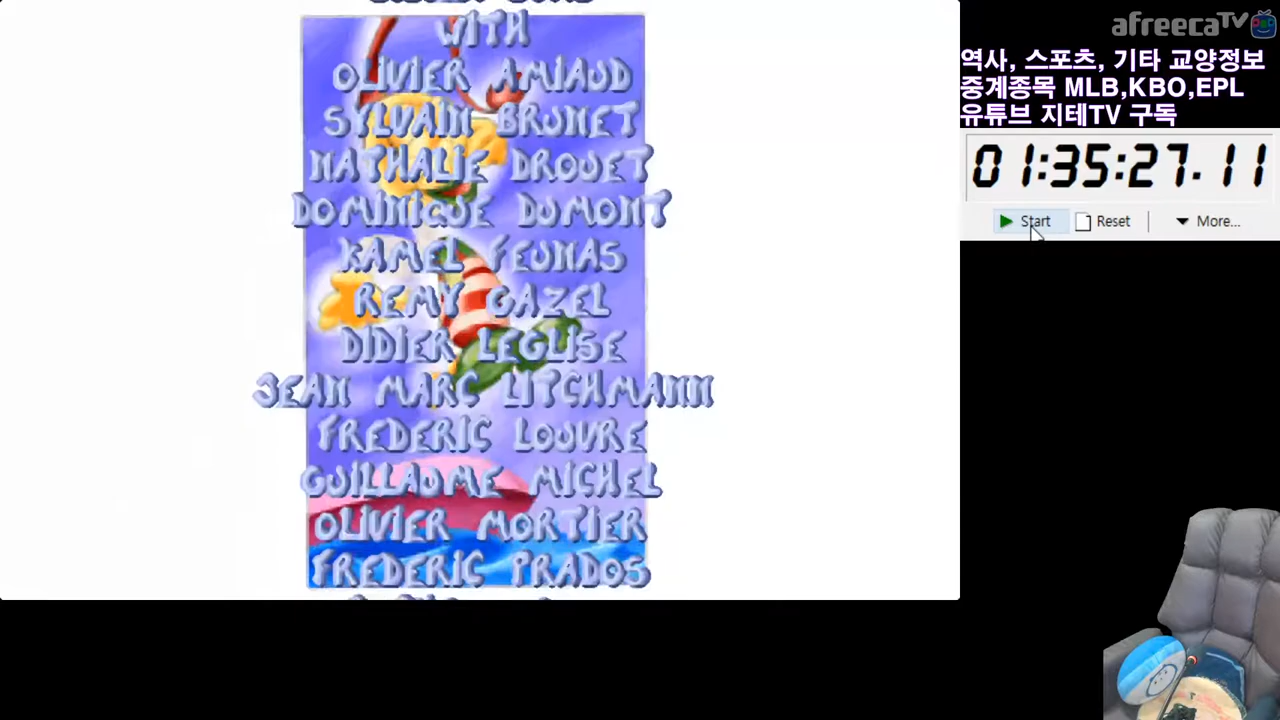 WITH
OLIVIER AMIAUD
SYLVAIN BRUNET
NATHALIE DROUET
DOMINIQUE DUMONT
KAMEL FEUNAS
REMY GAZEL
DIDIER LEGLISE
JEAN MARC LITCHMANN
FREDERIC LOUVRE
GUILLAUME MICHEL
OLIVIER MORTIER
FREDERIC PRADOS
afreecaTV
역사, 스포츠, 기타 교양정보
중계종목 MLB,KBO,EPL
유튜브 지테TV 구독
01:35:27.11
Start Reset More...